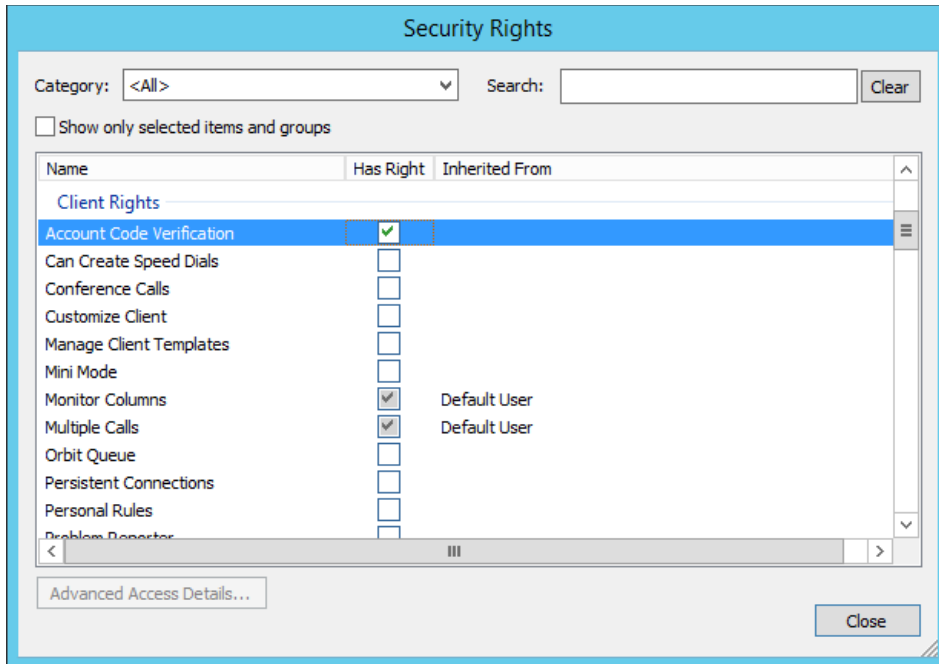 Security Rights
Category: <All> Search: Clear
Show only selected items and groups
Name Has Right Inherited From
Client Rights
Account Code Verification
Can Create Speed Dials
Conference Calls
Customize Client
Manage Client Templates
Mini Mode
Monitor Columns Default User
Multiple Calls Default User
Orbit Queue
Persistent Connections
Personal Rules
Problem Reporter
Advanced Access Details...
Close